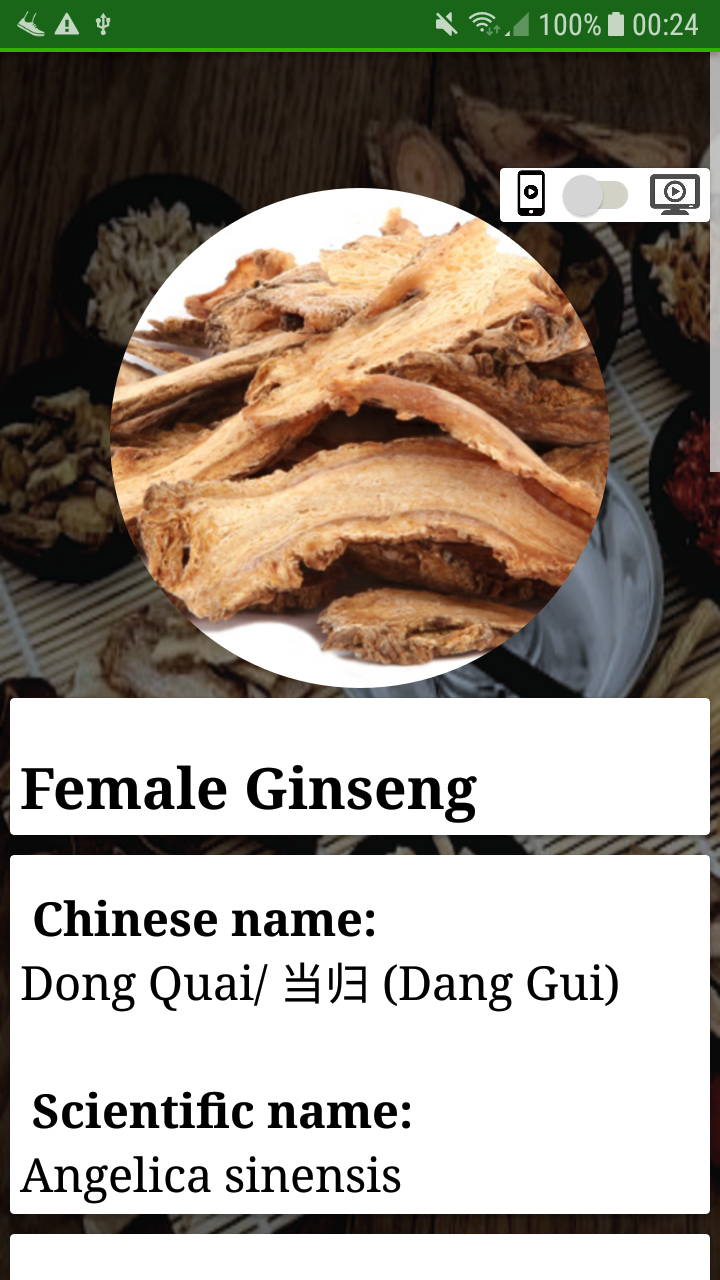 100% 00:24
Female Ginseng
Chinese name:
Dong Quai/ 当归 (Dang Gui)
Scientific name:
Angelica sinensis